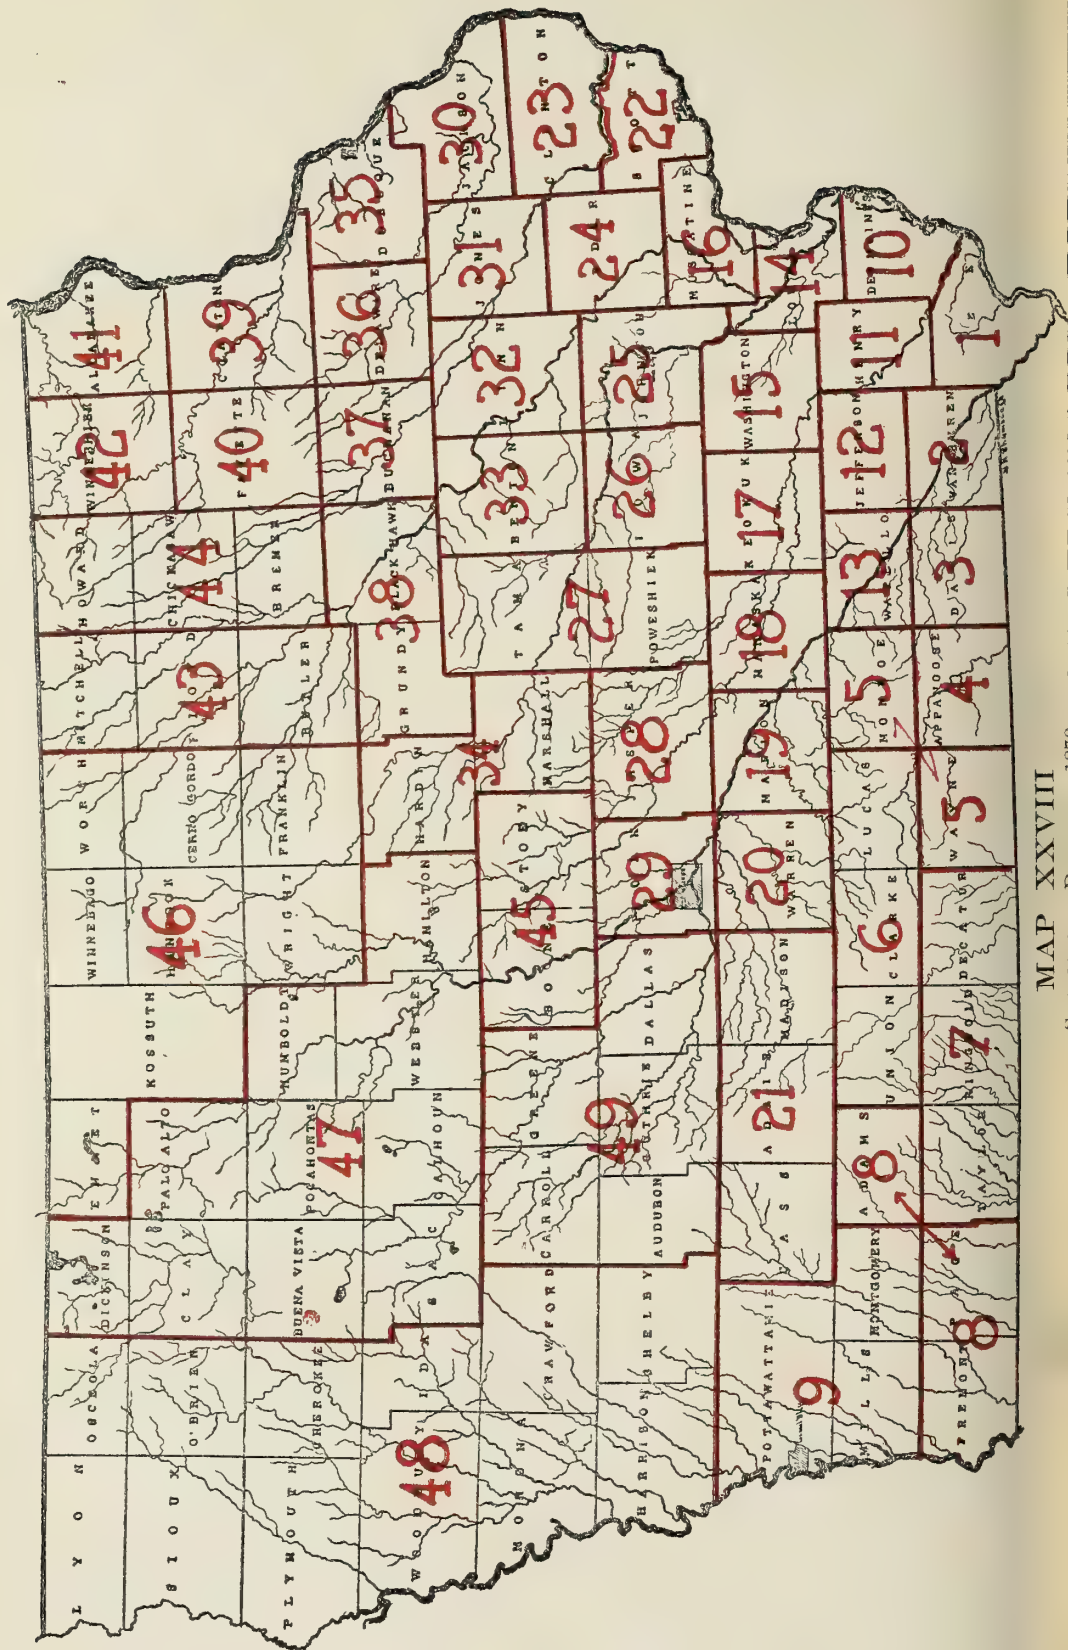 LYON
OSCEOLA
DICKINSON
EMMET
KOSSUTH
WINNEBAGO
WORTH
MITCHELL
HOWARD
WINNESHIEK
ALLAMAKEE
42
41
SIOUX
O'BRIEN
CLAY
PALO ALTO
HANCOCK
46
CERRO GORDO
FLOYD
43
CHICKASAW
44
FAYETTE
40
CLAYTON
39
PLYMOUTH
CHEROKEE
BUENA VISTA
POCAHONTAS
47
HUMBOLDT
WRIGHT
FRANKLIN
BUTLER
BREMER
WOODBURY
48
IDA
SAC
CALHOUN
WEBSTER
HAMILTON
HARDIN
34
GRUNDY
38
BLACK HAWK
BUCHANAN
37
DELAWARE
36
DUBUQUE
35
MONONA
CRAWFORD
CARROLL
GREENE
BOONE
45
STORY
MARSHALL
TAMA
BENTON
33
LINN
32
JONES
31
JACKSON
30
CLINTON
23
HARRISON
SHELBY
AUDUBON
GUTHRIE
49
DALLAS
29
JASPER
28
POWESHIEK
27
IOWA
26
JOHNSON
25
CEDAR
24
SCOTT
22
MUSCATINE
16
POTTAWATTAMIE
CASS
ADAIR
21
MADISON
WARREN
20
MARION
19
MAHASKA
18
KEOKUK
17
WASHINGTON
15
LOUISA
14
MILLS
9
MONTGOMERY
ADAMS
8
UNION
CLARKE
6
LUCAS
MONROE
5
WAPELLO
13
JEFFERSON
12
HENRY
11
DES MOINES
10
FREMONT
8
PAGE
TAYLOR
RINGGOLD
7
DECATUR
WAYNE
5
APPANOOSE
4
DAVIS
3
VAN BUREN
2
LEE
1
MAP XXVIII